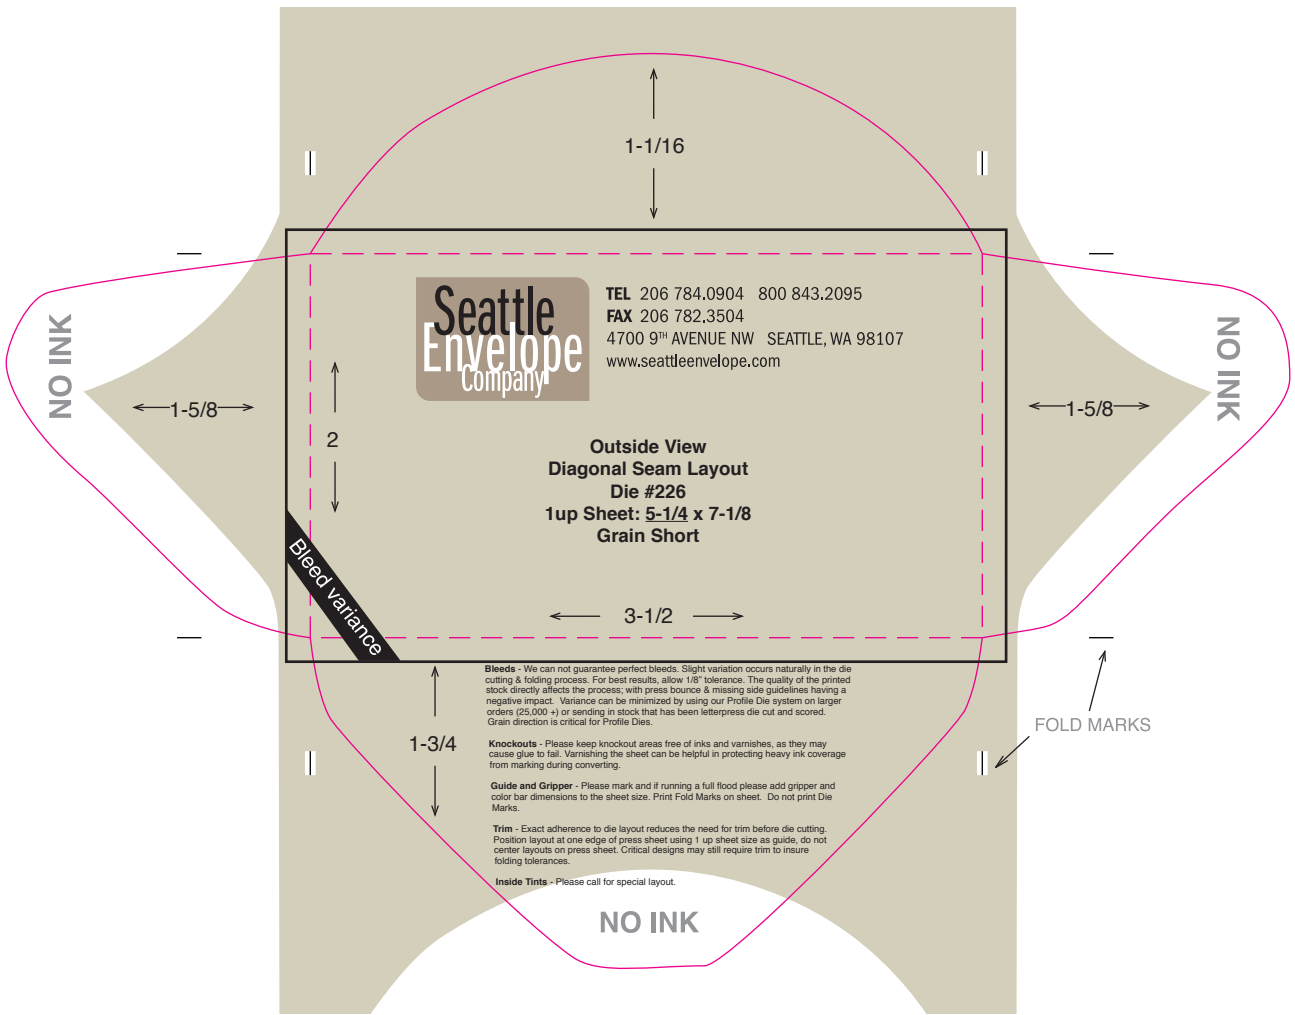 1-1/16
Seattle
Envelope
Company
TEL 206 784.0904 800 843.2095
FAX 206 782.3504
4700 9TH AVENUE NW SEATTLE, WA 98107
www.seattleenvelope.com
NO INK
NO INK
1-5/8
1-5/8
2
Outside View
Diagonal Seam Layout
Die #226
1up Sheet: 5-1/4 x 7-1/8
Grain Short
Bleed variance
3-1/2
Bleeds - We can not guarantee perfect bleeds. Slight variation occurs naturally in the die
cutting & folding process. For best results, allow 1/8" tolerance. The quality of the printed
stock directly affects the process; with press bounce & missing side guidelines having a
negative impact. Variance can be minimized by using our Profile Die system on larger
orders (25,000 +) or sending in stock that has been letterpress die cut and scored.
Grain direction is critical for Profile Dies.
1-3/4
FOLD MARKS
Knockouts - Please keep knockout areas free of inks and varnishes, as they may
cause glue to fail. Varnishing the sheet can be helpful in protecting heavy ink coverage
from marking during converting.
Guide and Gripper - Please mark and if running a full flood please add gripper and
color bar dimensions to the sheet size. Print Fold Marks on sheet. Do not print Die
Marks.
Trim - Exact adherence to die layout reduces the need for trim before die cutting.
Position layout at one edge of press sheet using 1 up sheet size as guide, do not
center layouts on press sheet. Critical designs may still require trim to insure
folding tolerances.
Inside Tints - Please call for special layout.
NO INK